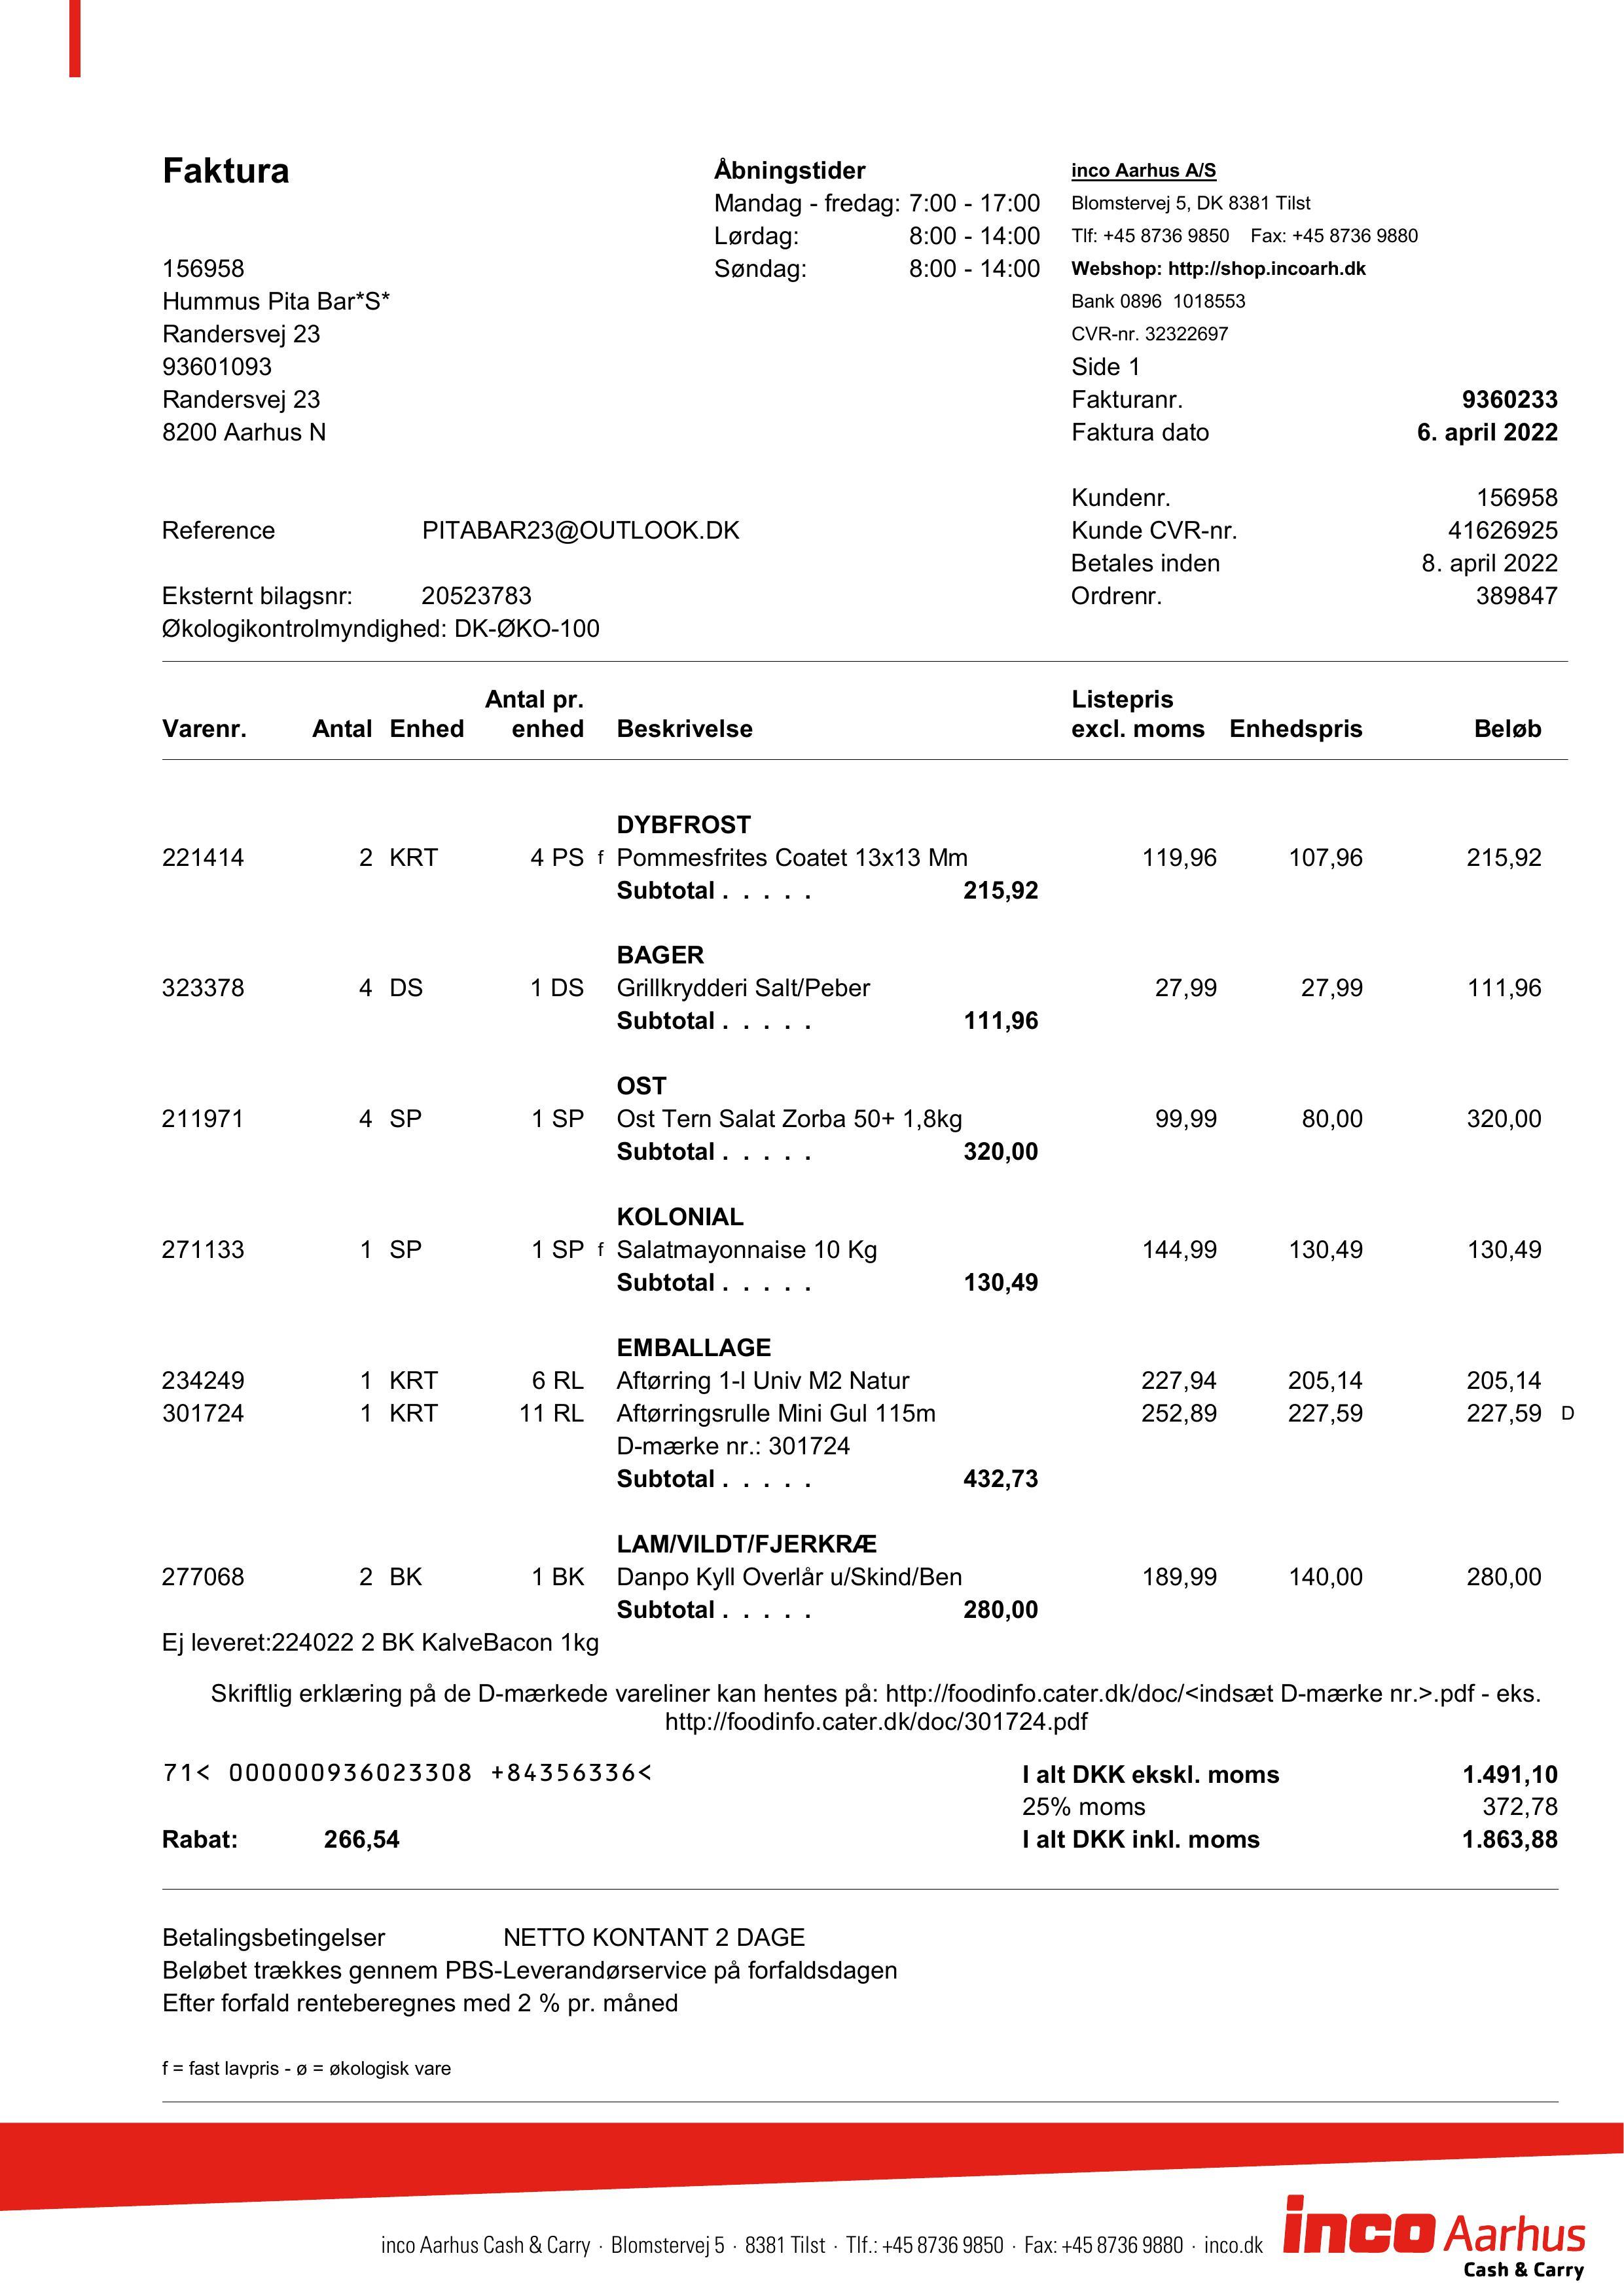 Faktura
156958
Hummus Pita Bar*S*
Randersvej 23
93601093
Randersvej 23
8200 Aarhus N
Åbningstider
Mandag - fredag: 7:00 - 17:00
Lørdag: 8:00 - 14:00
Søndag: 8:00 - 14:00
inco Aarhus A/S
Blomstervej 5, DK 8381 Tilst
Tlf: +45 8736 9850 Fax: +45 8736 9880
Webshop: http://shop.incoarh.dk
Bank 0896 1018553
CVR-nr. 32322697
Side 1
Fakturanr. 9360233
Faktura dato 6. april 2022
Kundenr. 156958
Reference PITABAR23@OUTLOOK.DK Kunde CVR-nr. 41626925
Betales inden 8. april 2022
Eksternt bilagsnr: 20523783 Ordrenr. 389847
Økologikontrolmyndighed: DK-ØKO-100
Antal pr. Listepris
Varenr. Antal Enhed enhed Beskrivelse excl. moms Enhedspris Beløb
DYBFROST
221414 2 KRT 4 PS f Pommesfrites Coatet 13x13 Mm 119,96 107,96 215,92
Subtotal . . . . . 215,92
BAGER
323378 4 DS 1 DS Grillkrydderi Salt/Peber 27,99 27,99 111,96
Subtotal . . . . . 111,96
OST
211971 4 SP 1 SP Ost Tern Salat Zorba 50+ 1,8kg 99,99 80,00 320,00
Subtotal . . . . . 320,00
KOLONIAL
271133 1 SP 1 SP f Salatmayonnaise 10 Kg 144,99 130,49 130,49
Subtotal . . . . . 130,49
EMBALLAGE
234249 1 KRT 6 RL Aftørring 1-l Univ M2 Natur 227,94 205,14 205,14
301724 1 KRT 11 RL Aftørringsrulle Mini Gul 115m 252,89 227,59 227,59 D
D-mærke nr.: 301724
Subtotal . . . . . 432,73
LAM/VILDT/FJERKRÆ
277068 2 BK 1 BK Danpo Kyll Overlår u/Skind/Ben 189,99 140,00 280,00
Subtotal . . . . . 280,00
Ej leveret:224022 2 BK KalveBacon 1kg
Skriftlig erklæring på de D-mærkede vareliner kan hentes på: http://foodinfo.cater.dk/doc/<indsæt D-mærke nr.>.pdf - eks.
http://foodinfo.cater.dk/doc/301724.pdf
71< 000000936023308 +84356336< I alt DKK ekskl. moms 1.491,10
25% moms 372,78
Rabat: 266,54 I alt DKK inkl. moms 1.863,88
Betalingsbetingelser NETTO KONTANT 2 DAGE
Beløbet trækkes gennem PBS-Leverandørservice på forfaldsdagen
Efter forfald renteberegnes med 2 % pr. måned
f = fast lavpris - ø = økologisk vare
inco Aarhus Cash & Carry · Blomstervej 5 · 8381 Tilst · Tlf.: +45 8736 9850 · Fax: +45 8736 9880 · inco.dk
inco Aarhus
Cash & Carry